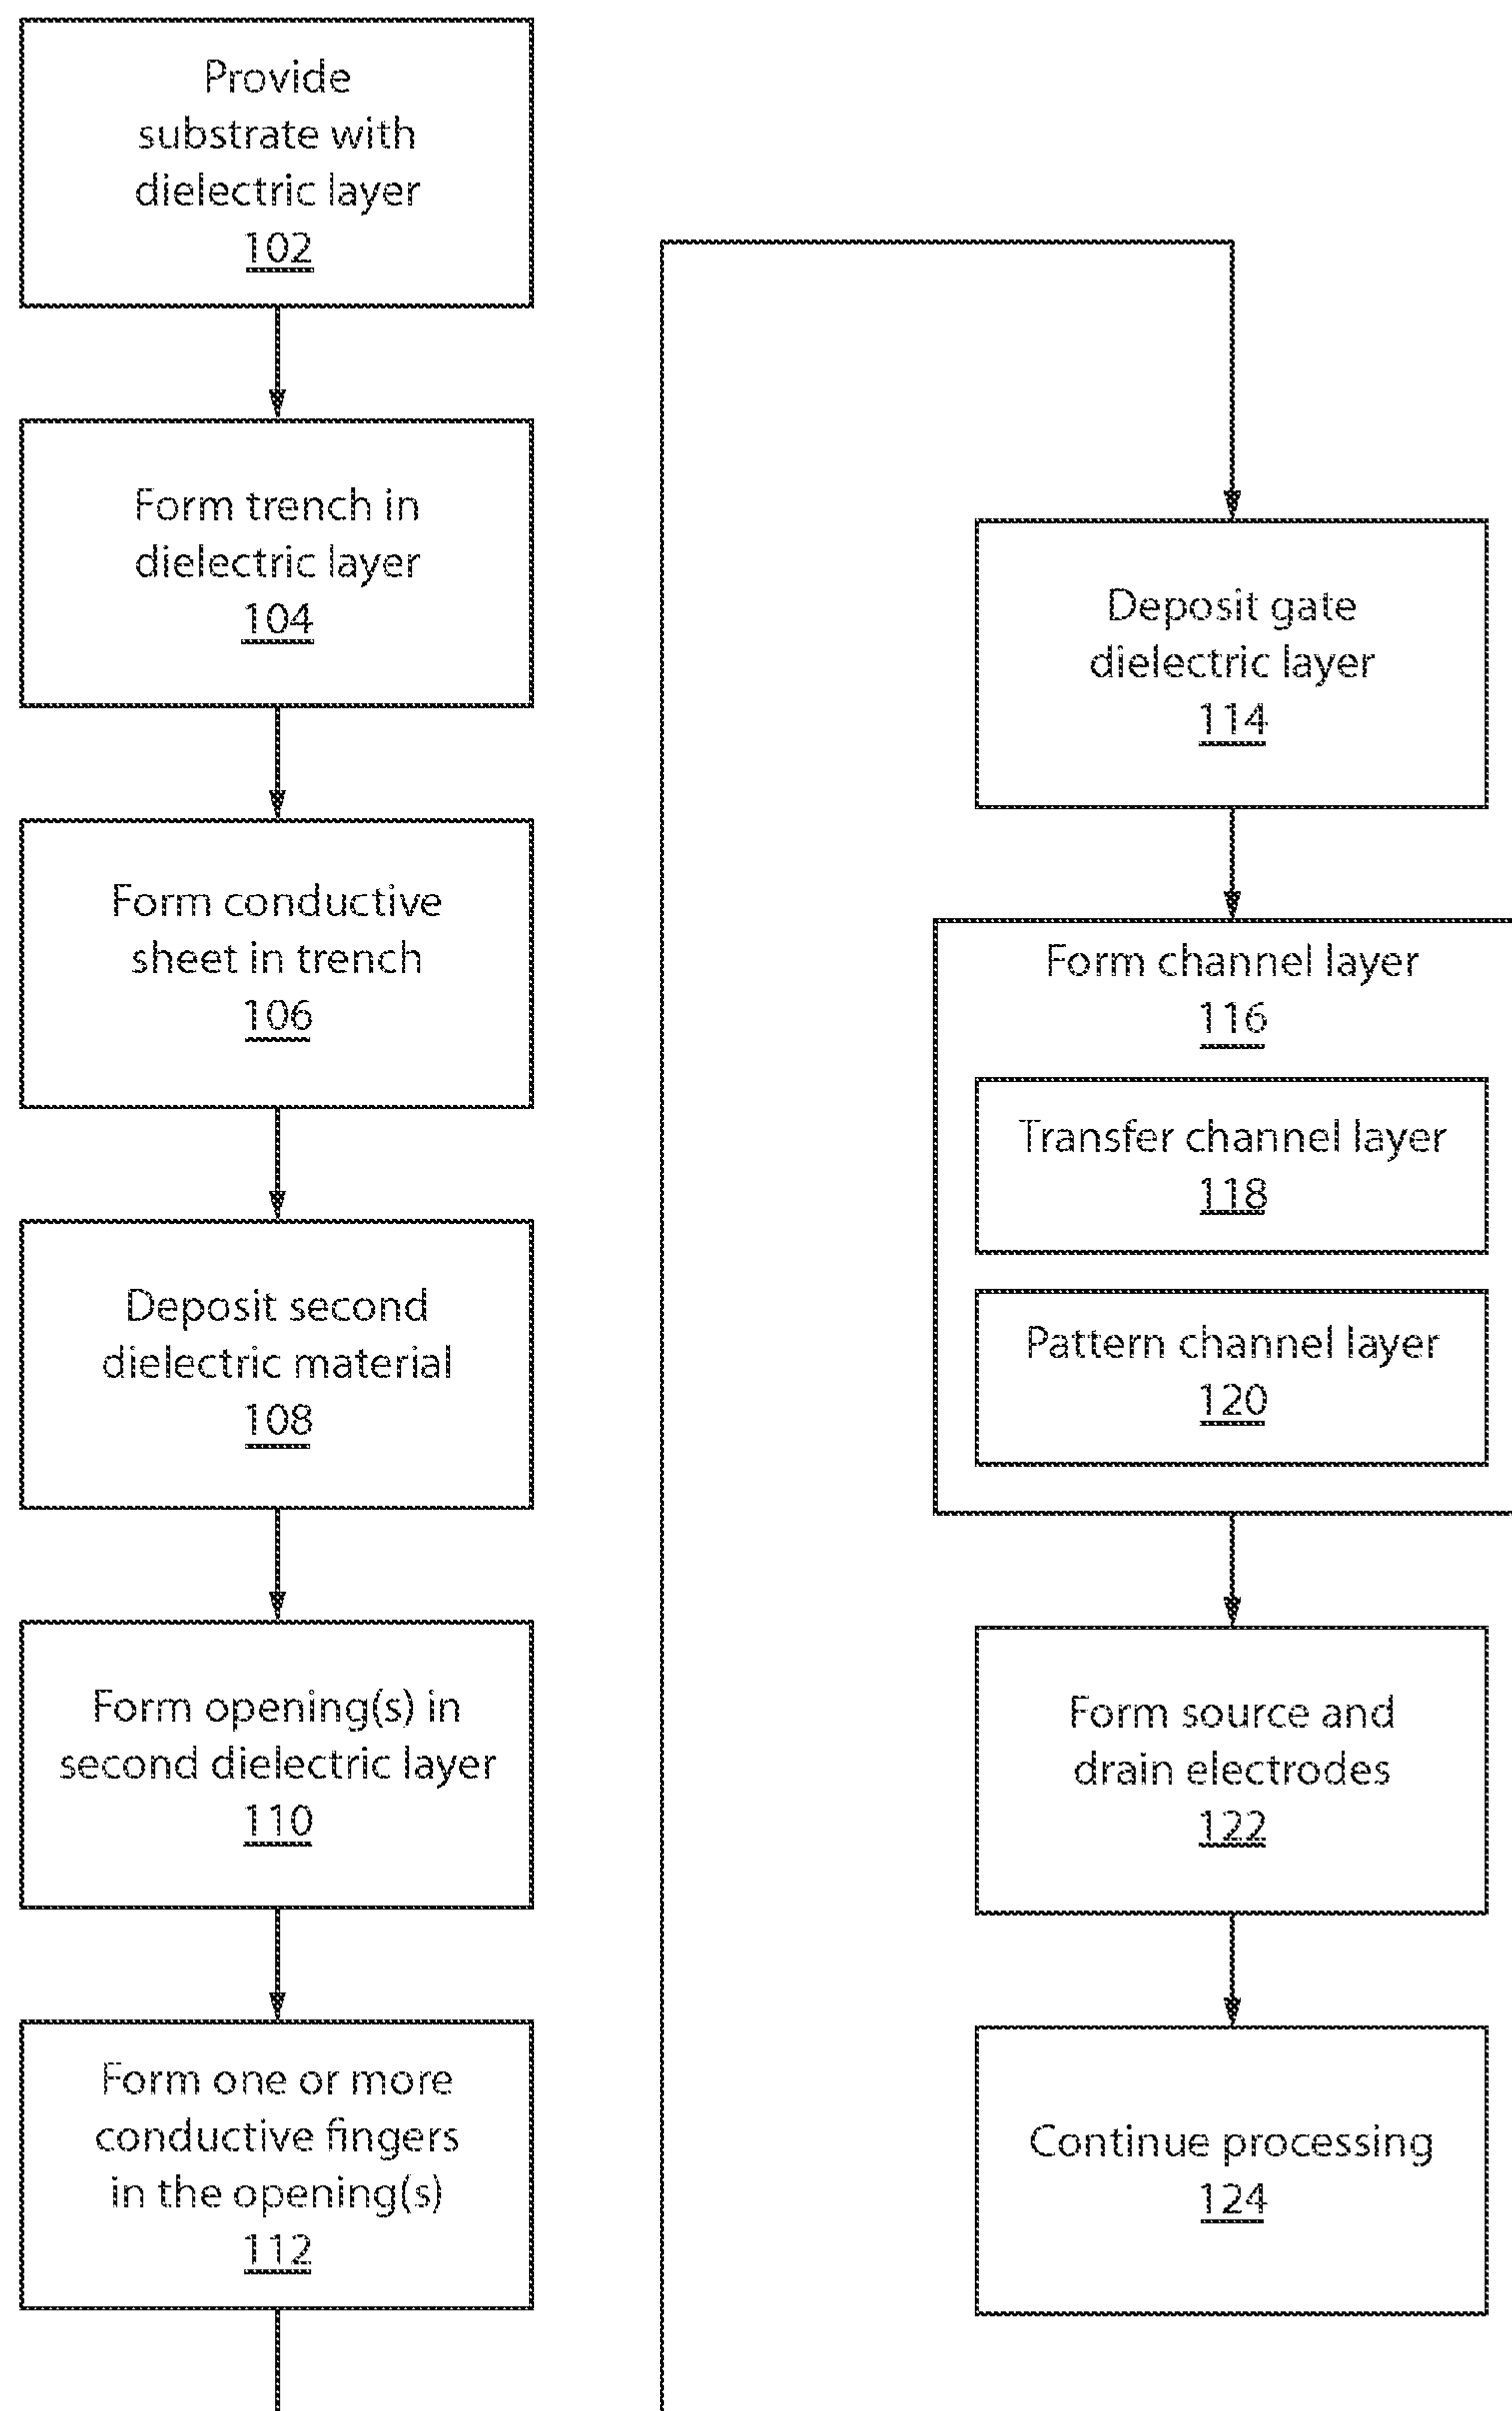 Provide
substrate with
dielectric layer
102
Form trench in
dielectric layer
104
Form conductive
sheet in trench
106
Deposit second
dielectric material
108
Form opening(s) in
second dielectric layer
110
Form one or more
conductive fingers
in the opening(s)
112
Deposit gate
dielectric layer
114
Form channel layer
116
Transfer channel layer
118
Pattern channel layer
120
Form source and
drain electrodes
122
Continue processing
124